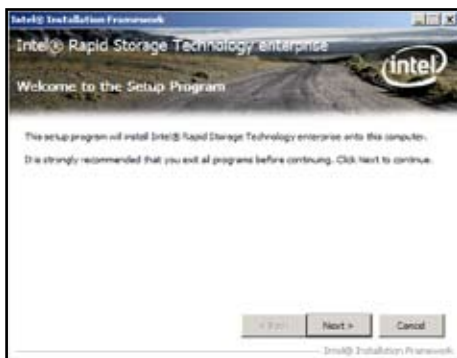 Intel® Installation Framework
Intel® Rapid Storage Technology enterprise
intel
Welcome to the Setup Program
This setup program will install Intel® Rapid Storage Technology enterprise onto this computer.
It is strongly recommended that you exit all programs before continuing. Click Next to continue.
< Back
Next >
Cancel
Intel® Installation Framework